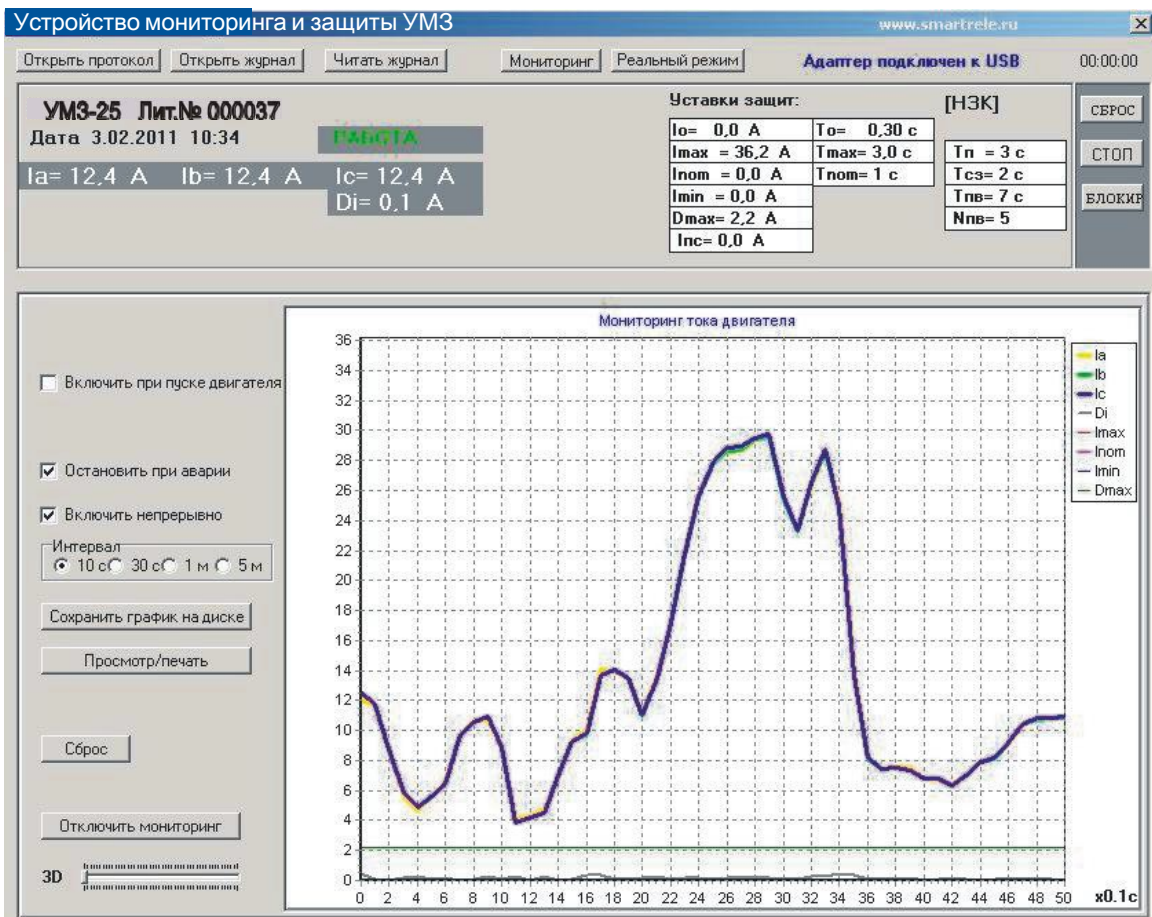 Устройство мониторинга и защиты УМЗ
www.smartrele.ru
Открыть протокол Открыть журнал Читать журнал Мониторинг Реальный режим Адаптер подключен к USB 00:00:00
УМЗ-25 Лит.№ 000037
Дата 3.02.2011 10:34
РАБОТА
Ia= 12,4 A Ib= 12,4 A Ic= 12,4 A
Di= 0,1 A
Уставки защит: [НЗК]
Io= 0,0 A To= 0,30 c
Imax = 36,2 A Tmax= 3,0 c Тп = 3 c
Inom = 0,0 A Tnom= 1 c Тсз= 2 c
Imin = 0,0 A Тпв= 7 c
Dmax= 2,2 A Nпв= 5
Inc= 0,0 A
СБРОС
СТОП
БЛОКИР
Мониторинг тока двигателя
36
34
32
30
28
26
24
22
20
18
16
14
12
10
8
6
4
2
0
0 2 4 6 8 10 12 14 16 18 20 22 24 26 28 30 32 34 36 38 40 42 44 46 48 50 x0.1c
Ia
Ib
Ic
Di
Imax
Inom
Imin
Dmax
Включить при пуске двигателя
Остановить при аварии
Включить непрерывно
Интервал
10 с 30 с 1 м 5 м
Сохранить график на диске
Просмотр/печать
Сброс
Отключить мониторинг
3D